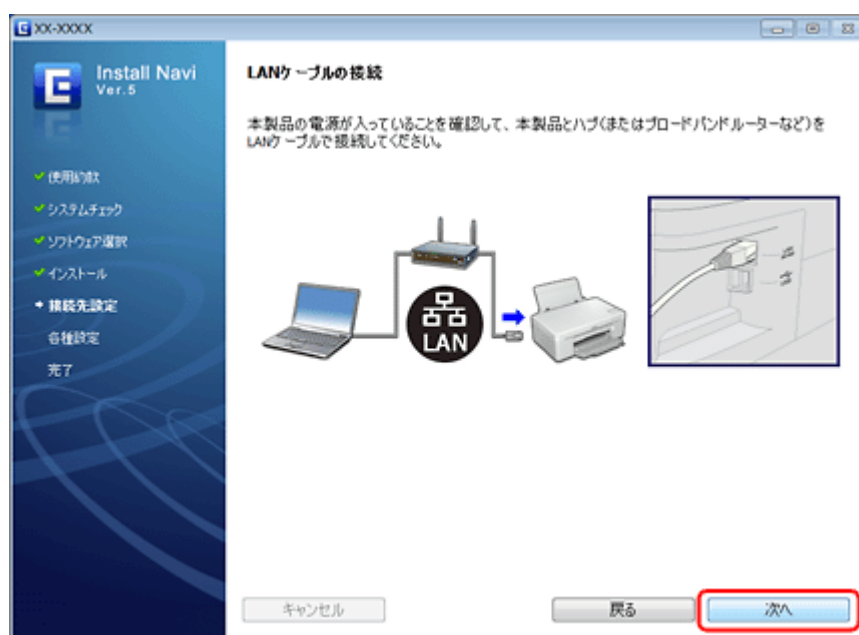 XX-XXXX
Install Navi
Ver.5
使用約款
システムチェック
ソフトウェア選択
インストール
接続先設定
各種設定
完了
LANケーブルの接続
本製品の電源が入っていることを確認して、本製品とハブ(またはブロードバンドルーターなど)を
LANケーブルで接続してください。
LAN
キャンセル
戻る
次へ